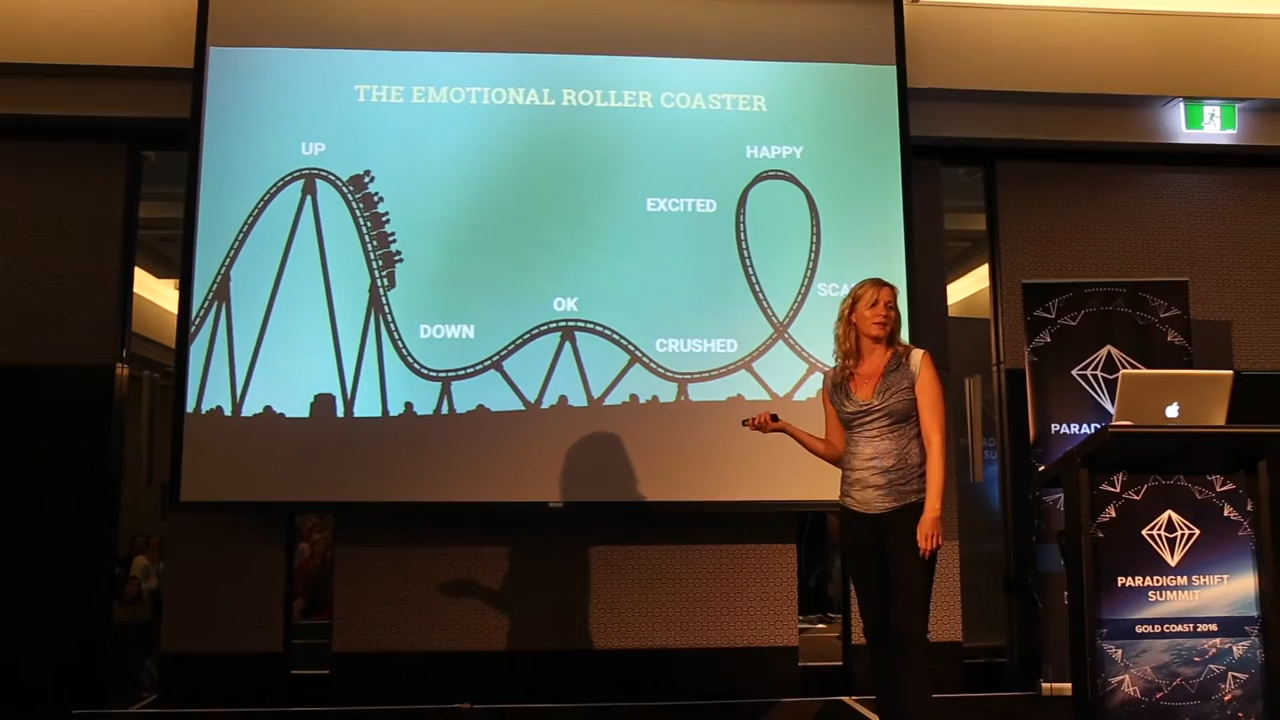 THE EMOTIONAL ROLLER COASTER
UP
HAPPY
EXCITED
OK
DOWN
CRUSHED
PARADIGM SHIFT
SUMMIT
GOLD COAST 2016